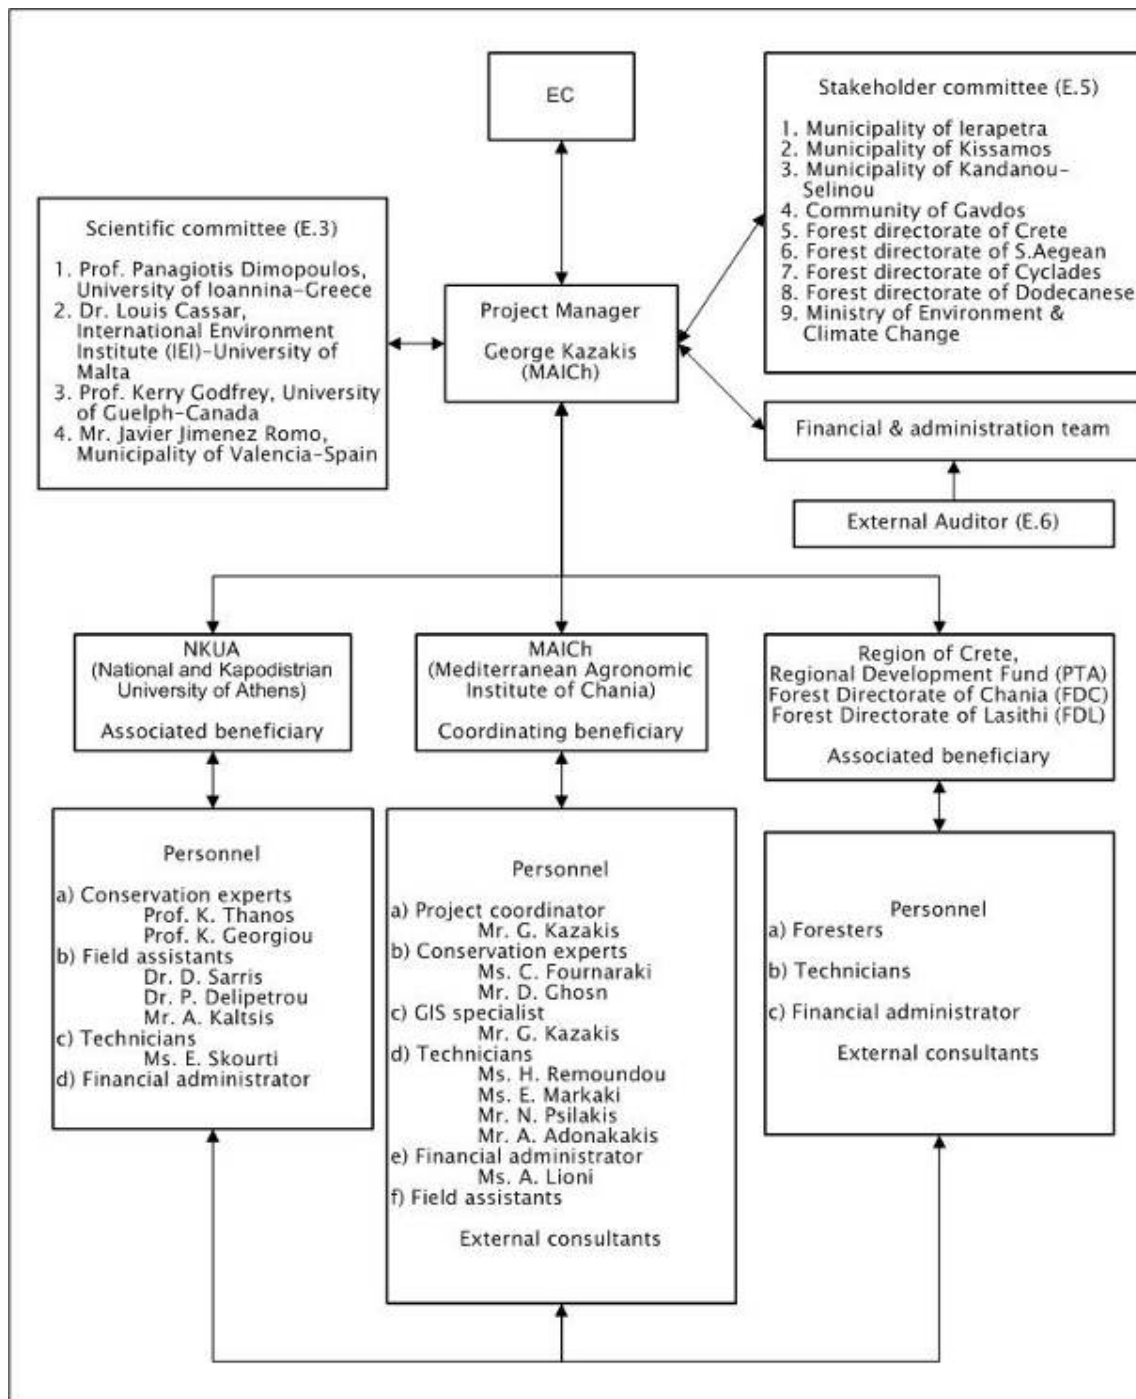 EC
Stakeholder committee (E.5)
1. Municipality of Ierapetra
2. Municipality of Kissamos
3. Municipality of Kandanou-
Selinou
4. Community of Gavdos
5. Forest directorate of Crete
6. Forest directorate of S.Aegean
7. Forest directorate of Cyclades
8. Forest directorate of Dodecanese
9. Ministry of Environment &
Climate Change
Scientific committee (E.3)
1. Prof. Panagiotis Dimopoulos,
University of Ioannina-Greece
2. Dr. Louis Cassar,
International Environment
Institute (IEI)-University of
Malta
3. Prof. Kerry Godfrey, University
of Guelph-Canada
4. Mr. Javier Jimenez Romo,
Municipality of Valencia-Spain
Project Manager
George Kazakis
(MAICh)
Financial & administration team
External Auditor (E.6)
NKUA
(National and Kapodistrian
University of Athens)
Associated beneficiary
MAICh
(Mediterranean Agronomic
Institute of Chania)
Coordinating beneficiary
Region of Crete,
Regional Development Fund (PTA)
Forest Directorate of Chania (FDC)
Forest Directorate of Lasithi (FDL)
Associated beneficiary
Personnel
a) Conservation experts
Prof. K. Thanos
Prof. K. Georgiou
b) Field assistants
Dr. D. Sarris
Dr. P. Delipetrou
Mr. A. Kaltsis
c) Technicians
Ms. E. Skourti
d) Financial administrator
Personnel
a) Project coordinator
Mr. G. Kazakis
b) Conservation experts
Ms. C. Fournaraki
Mr. D. Ghosn
c) GIS specialist
Mr. G. Kazakis
d) Technicians
Ms. H. Remoundou
Ms. E. Markaki
Mr. N. Psilakis
Mr. A. Adonakakis
e) Financial administrator
Ms. A. Lioni
f) Field assistants
External consultants
Personnel
a) Foresters
b) Technicians
c) Financial administrator
External consultants